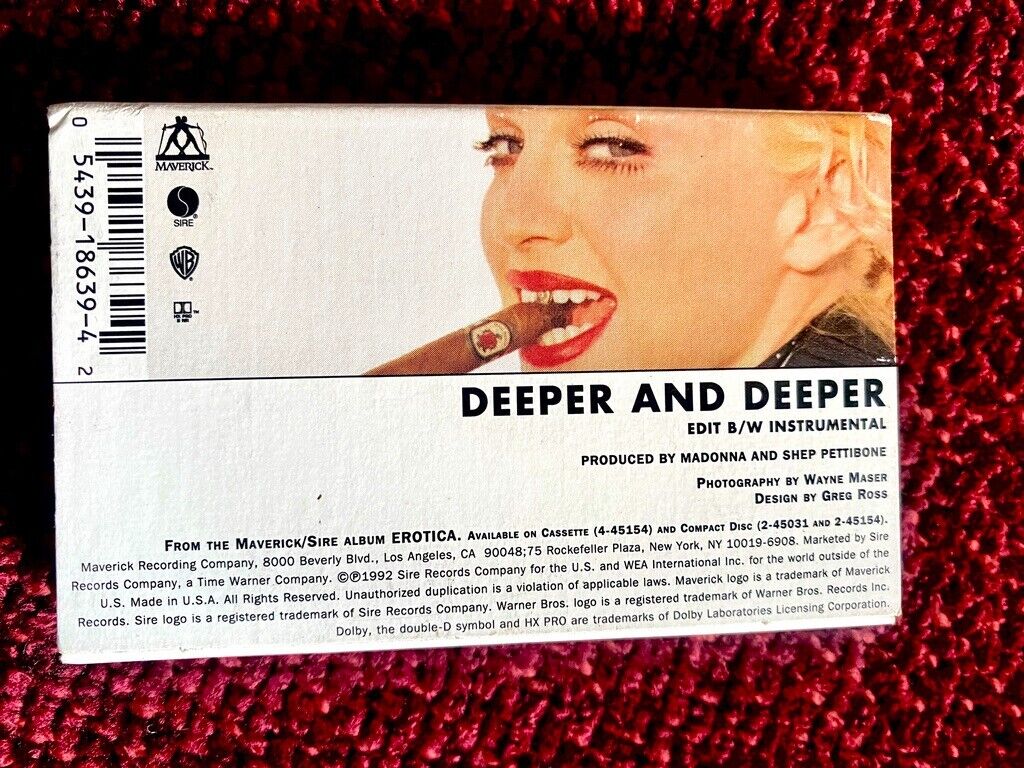 0 5439-18639-4 2
MAVERICK™
SIRE®
WB
HX PRO
DEEPER AND DEEPER
EDIT B/W INSTRUMENTAL
PRODUCED BY MADONNA AND SHEP PETTIBONE
PHOTOGRAPHY BY WAYNE MASER
DESIGN BY GREG ROSS
FROM THE MAVERICK/SIRE ALBUM EROTICA. AVAILABLE ON CASSETTE (4-45154) AND COMPACT DISC (2-45031 AND 2-45154).
Maverick Recording Company, 8000 Beverly Blvd., Los Angeles, CA 90048;75 Rockefeller Plaza, New York, NY 10019-6908. Marketed by Sire
Records Company, a Time Warner Company. ©℗1992 Sire Records Company for the U.S. and WEA International Inc. for the world outside of the
U.S. Made in U.S.A. All Rights Reserved. Unauthorized duplication is a violation of applicable laws. Maverick logo is a trademark of Maverick
Records. Sire logo is a registered trademark of Sire Records Company. Warner Bros. logo is a registered trademark of Warner Bros. Records Inc.
Dolby, the double-D symbol and HX PRO are trademarks of Dolby Laboratories Licensing Corporation.